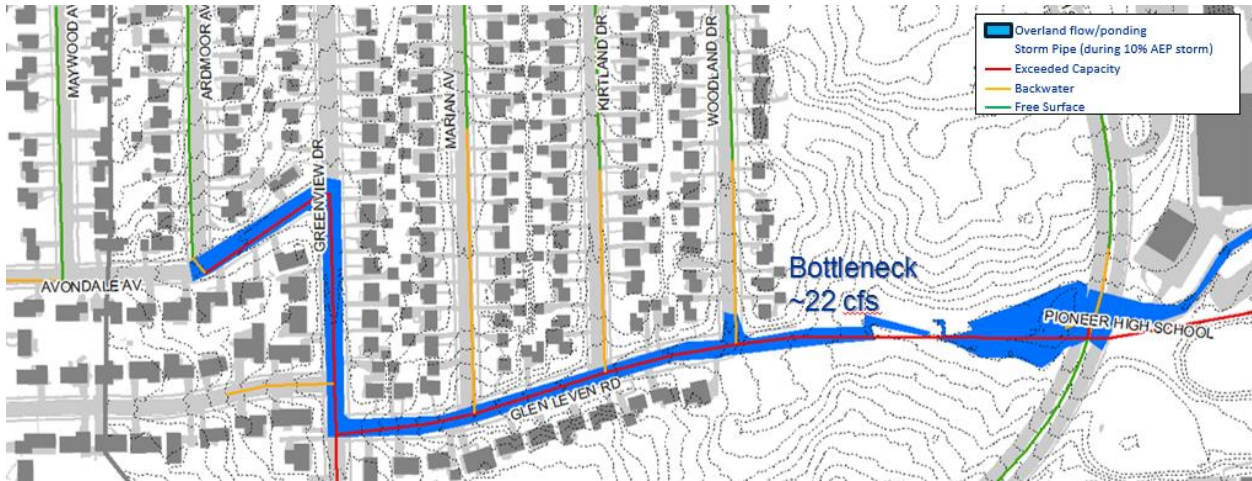 MAYWOOD AV
ARDMOOR AV
GREENVIEW DR
MARIAN AV
KIRTLAND DR
WOODLAND DR
Overland flow/ponding
Storm Pipe (during 10% AEP storm)
Exceeded Capacity
Backwater
Free Surface
AVONDALE AV.
Bottleneck
~22 cfs
PIONEER HIGH SCHOOL
GLEN LEVEN RD